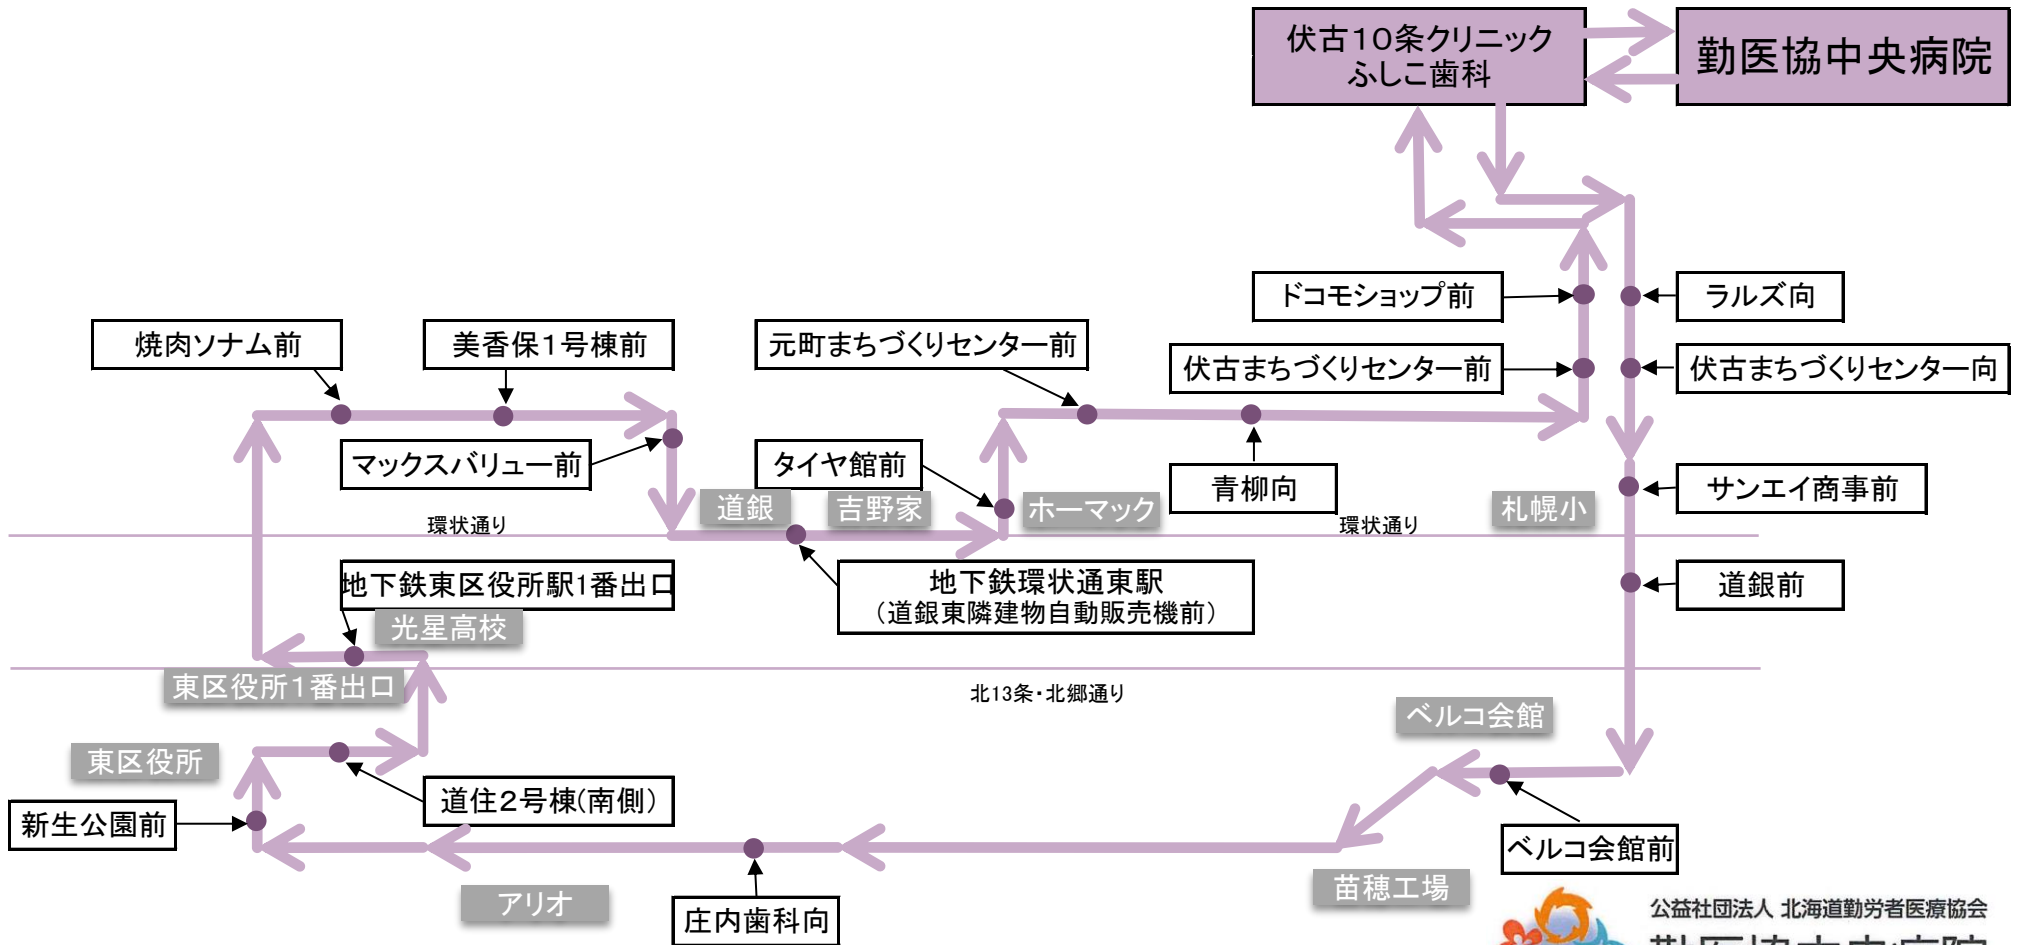 伏古10条クリニック
ふしこ歯科
勤医協中央病院
ドコモショップ前
ラルズ向
焼肉ソナム前
美香保1号棟前
元町まちづくりセンター前
伏古まちづくりセンター前
伏古まちづくりセンター向
マックスバリュー前
タイヤ館前
青柳向
サンエイ商事前
道銀
吉野家
ホーマック
札幌小
環状通り
環状通り
地下鉄東区役所駅1番出口
地下鉄環状通東駅
(道銀東隣建物自動販売機前)
道銀前
光星高校
東区役所1番出口
北13条・北郷通り
ベルコ会館
東区役所
道住2号棟(南側)
新生公園前
ベルコ会館前
アリオ
庄内歯科向
苗穂工場
公益社団法人 北海道勤労者医療協会
勤医協中央病院